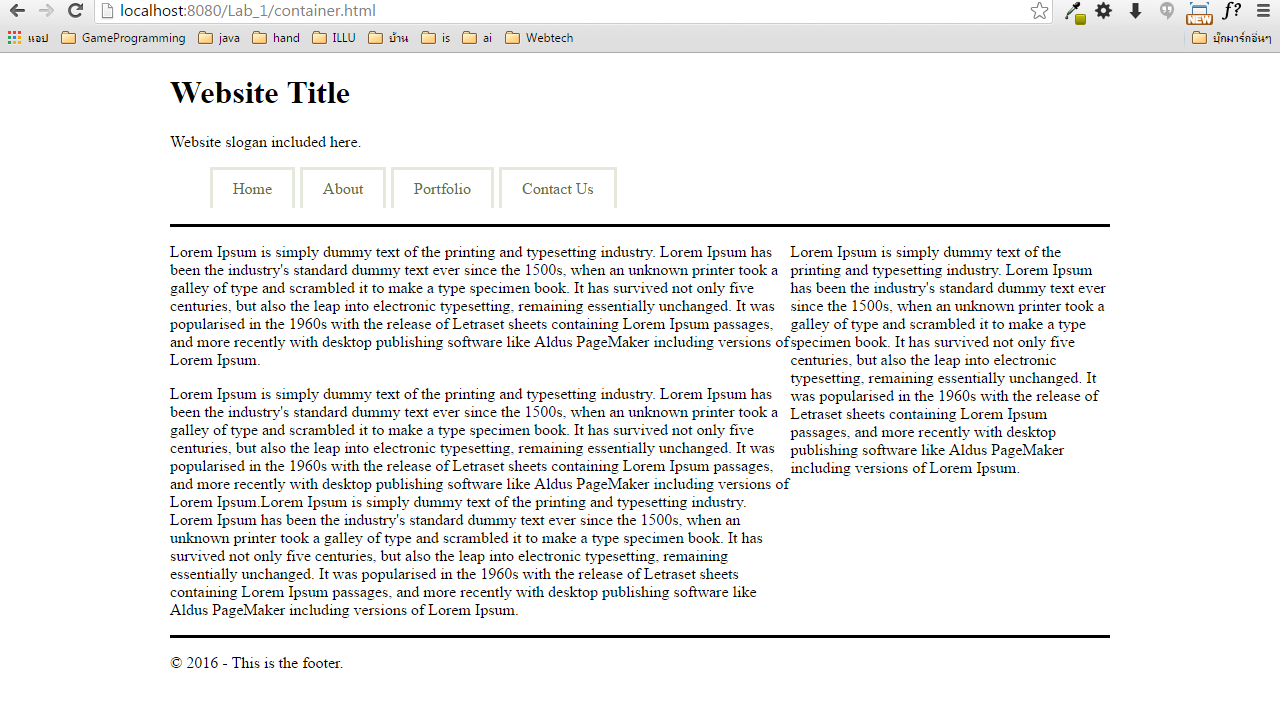 localhost:8080/Lab_1/container.html
NEW f?
แอป GameProgramming java hand ILLU บ้าน is ai Webtech บุ๊กมาร์กอื่นๆ
Website Title
Website slogan included here.
Home About Portfolio Contact Us
Lorem Ipsum is simply dummy text of the printing and typesetting industry. Lorem Ipsum has
been the industry's standard dummy text ever since the 1500s, when an unknown printer took a
galley of type and scrambled it to make a type specimen book. It has survived not only five
centuries, but also the leap into electronic typesetting, remaining essentially unchanged. It was
popularised in the 1960s with the release of Letraset sheets containing Lorem Ipsum passages,
and more recently with desktop publishing software like Aldus PageMaker including versions of
Lorem Ipsum.
Lorem Ipsum is simply dummy text of the printing and typesetting industry. Lorem Ipsum has
been the industry's standard dummy text ever since the 1500s, when an unknown printer took a
galley of type and scrambled it to make a type specimen book. It has survived not only five
centuries, but also the leap into electronic typesetting, remaining essentially unchanged. It was
popularised in the 1960s with the release of Letraset sheets containing Lorem Ipsum passages,
and more recently with desktop publishing software like Aldus PageMaker including versions of
Lorem Ipsum.Lorem Ipsum is simply dummy text of the printing and typesetting industry.
Lorem Ipsum has been the industry's standard dummy text ever since the 1500s, when an
unknown printer took a galley of type and scrambled it to make a type specimen book. It has
survived not only five centuries, but also the leap into electronic typesetting, remaining
essentially unchanged. It was popularised in the 1960s with the release of Letraset sheets
containing Lorem Ipsum passages, and more recently with desktop publishing software like
Aldus PageMaker including versions of Lorem Ipsum.
Lorem Ipsum is simply dummy text of the
printing and typesetting industry. Lorem Ipsum
has been the industry's standard dummy text ever
since the 1500s, when an unknown printer took a
galley of type and scrambled it to make a type
specimen book. It has survived not only five
centuries, but also the leap into electronic
typesetting, remaining essentially unchanged. It
was popularised in the 1960s with the release of
Letraset sheets containing Lorem Ipsum
passages, and more recently with desktop
publishing software like Aldus PageMaker
including versions of Lorem Ipsum.
© 2016 - This is the footer.